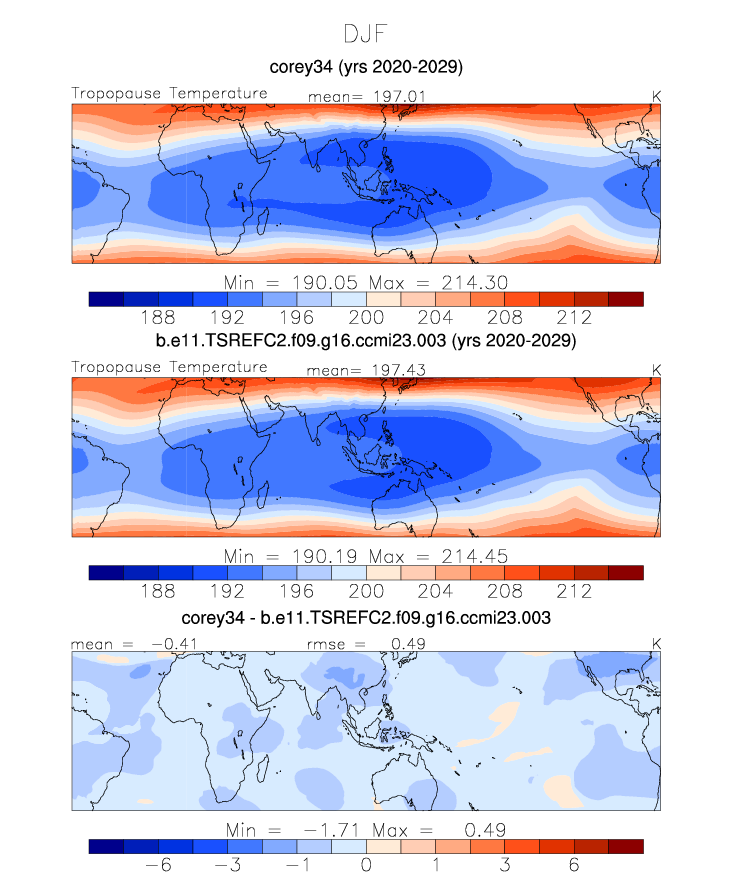 DJF
corey34 (yrs 2020-2029)
Tropopause Temperature mean= 197.01 K
Min = 190.05 Max = 214.30
188 192 196 200 204 208 212
b.e11.TSREFC2.f09.g16.ccmi23.003 (yrs 2020-2029)
Tropopause Temperature mean= 197.43 K
Min = 190.19 Max = 214.45
188 192 196 200 204 208 212
corey34 - b.e11.TSREFC2.f09.g16.ccmi23.003
mean = -0.41 rmse = 0.49 K
Min = -1.71 Max = 0.49
-6 -3 -1 0 1 3 6